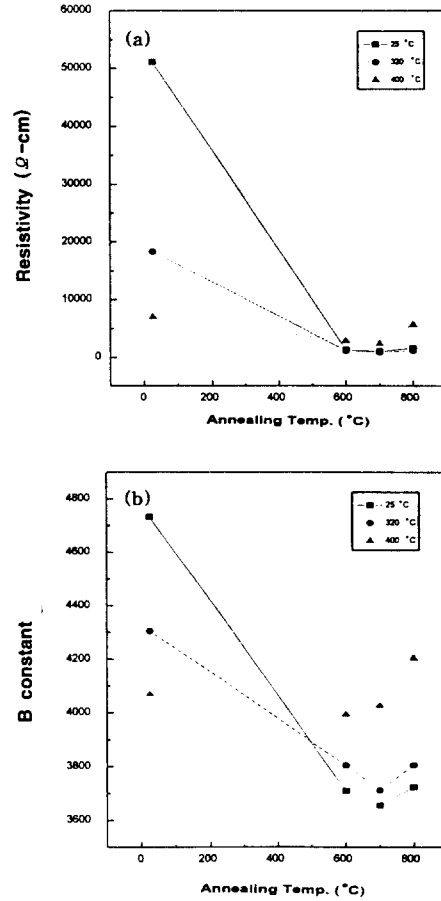 (a)
25 °C
320 °C
400 °C
60000
50000
40000
30000
20000
10000
0
Resistivity (Ω-cm)
0 200 400 600 800
Annealing Temp. (°C)
(b)
25 °C
320 °C
400 °C
4800
4600
4400
4200
4000
3800
3600
B constant
0 200 400 600 800
Annealing Temp. (°C)